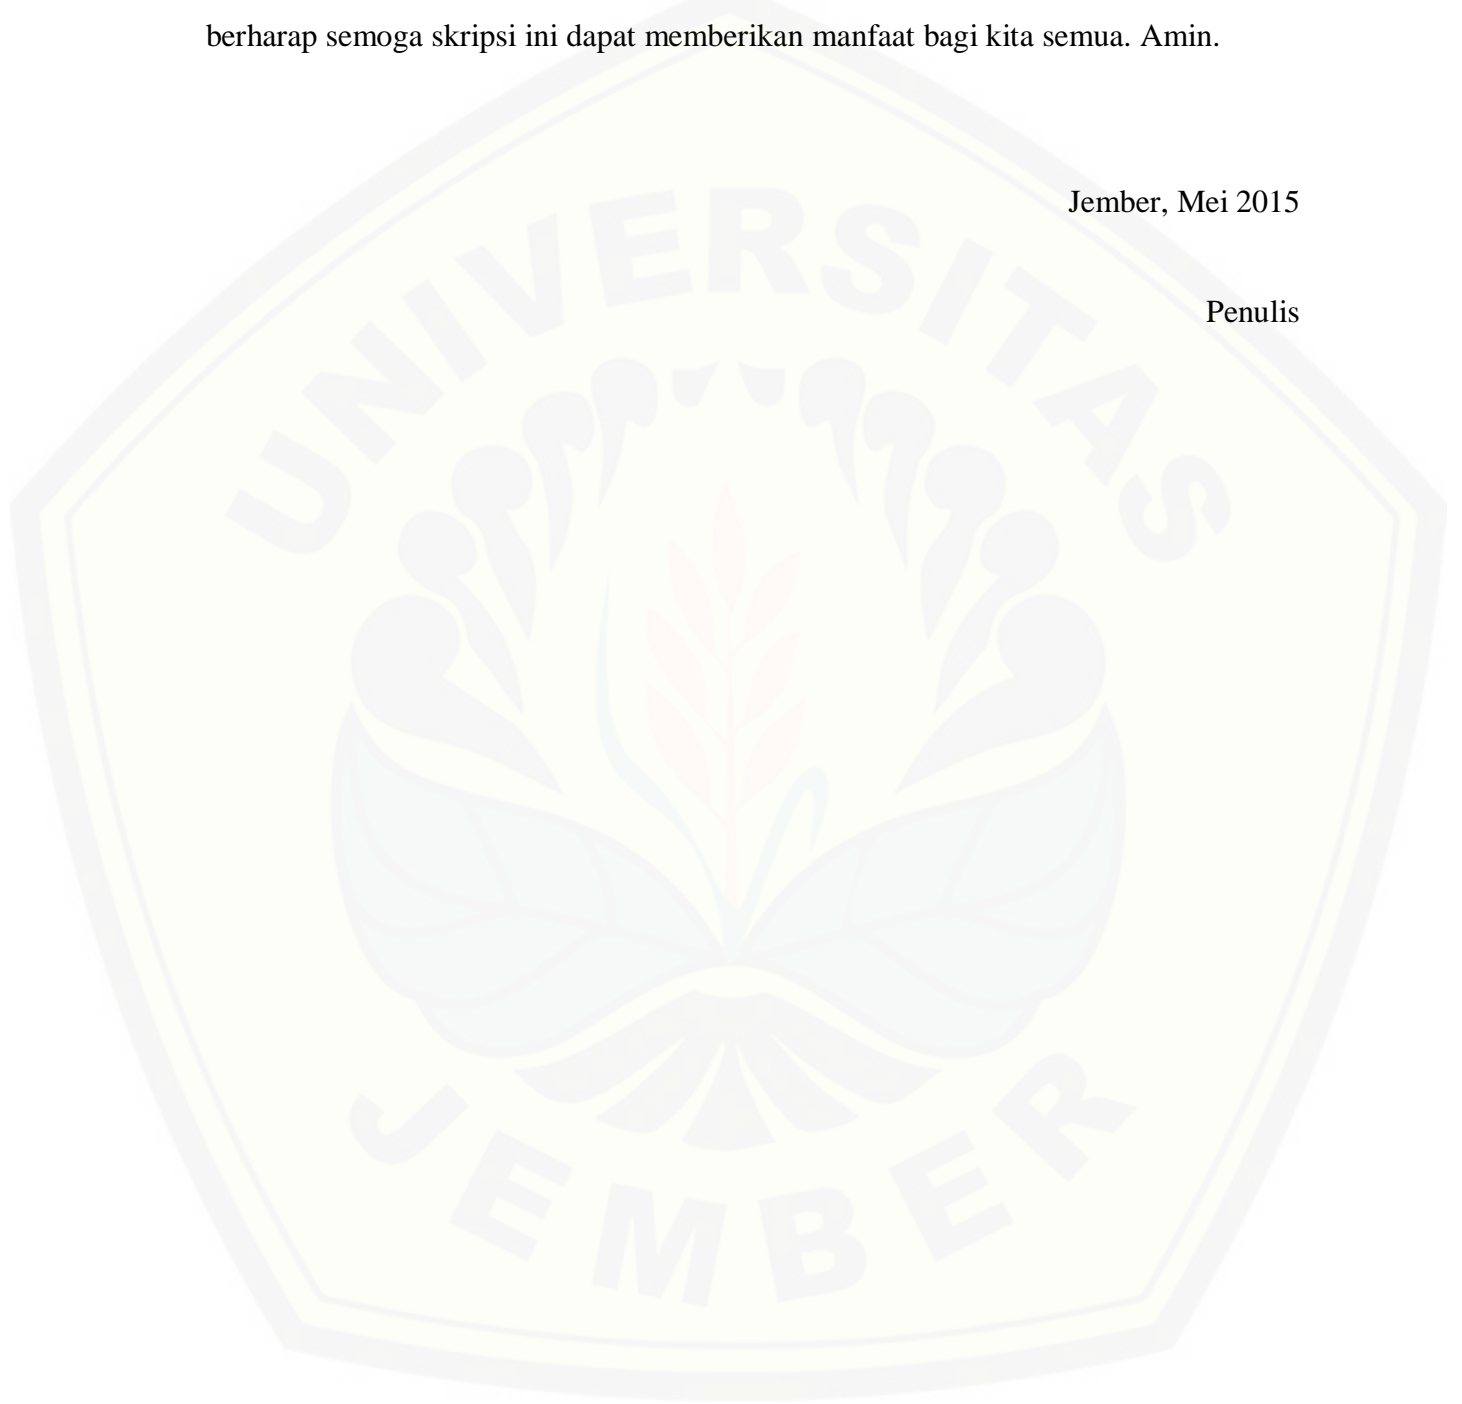 berharap semoga skripsi ini dapat memberikan manfaat bagi kita semua. Amin.
Jember, Mei 2015
Penulis
UNIVERSITAS
JEMBER